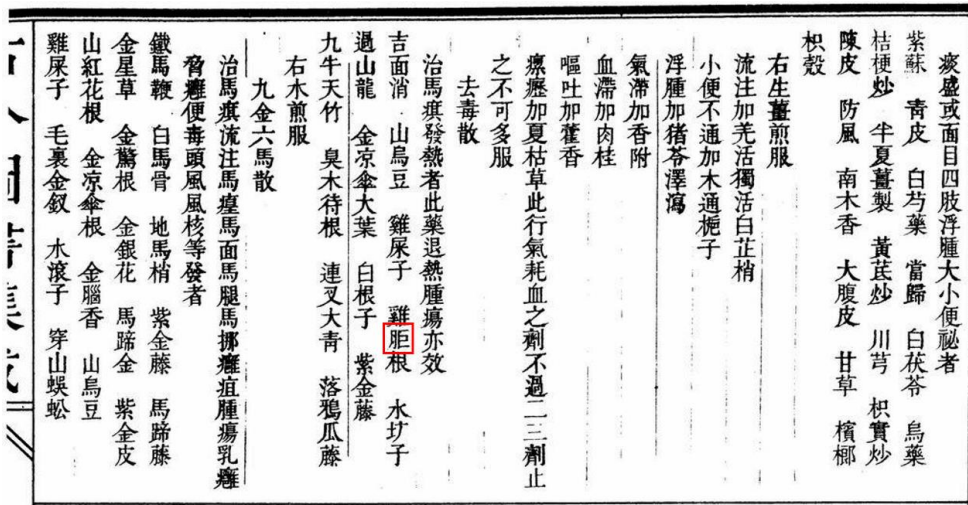 痰盛或面目四肢浮腫大小便祕者
紫蘇 青皮 白芍藥 當歸 白茯苓 烏藥
桔梗炒 半夏薑製 黃芪炒 川芎 枳實炒
陳皮 防風 南木香 大腹皮 甘草 檳榔
枳殼
右生薑煎服
流注加羌活獨活白芷梢
小便不通加木通梔子
浮腫加猪苓澤瀉
氣滯加香附
血滯加肉桂
嘔吐加藿香
瘰癧加夏枯草此行氣耗血之劑不過二三劑止
之不可多服
去毒散
治馬㾱發熱者此藥退熱腫瘍亦效
吉面消 山烏豆 雞屎子 雞䏰根 水圢子
過山龍 金凉傘大葉 白根子 紫金藤
九牛天竹 臭木待根 連叉大青 落鴉瓜藤
右水煎服
九金六馬散
治馬㾱流注馬瘽馬面馬腿馬挪癰疽腫瘍乳癰
脅癰便毒頭風風核等發者
鐵馬鞭 白馬骨 地馬梢 紫金藤 馬蹄藤
金星草 金鶯根 金銀花 馬蹄金 紫金皮
山紅花根 金凉傘根 金腦香 山烏豆
雞屎子 毛裏金釵 水滾子 穿山蜈蚣